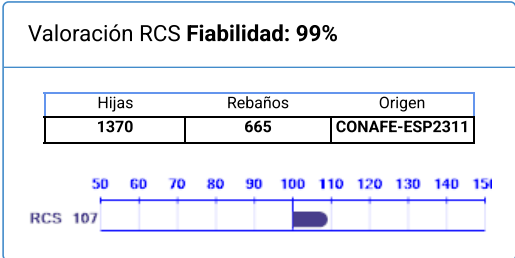 Valoración RCS Fiabilidad: 99%
Hijas Rebaños Origen
1370 665 CONAFE-ESP2311
50 60 70 80 90 100 110 120 130 140
RCS 107